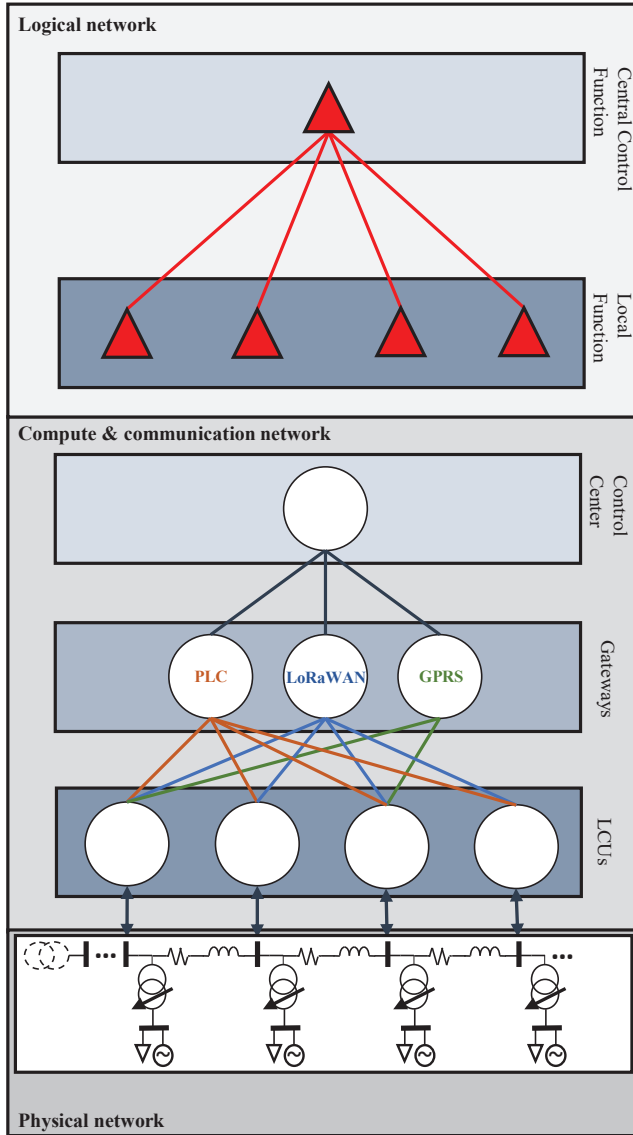 Logical network
Central Control
Function
Local
Function
Compute & communication network
Control
Center
PLC
LoRaWAN
GPRS
Gateways
LCUs
Physical network